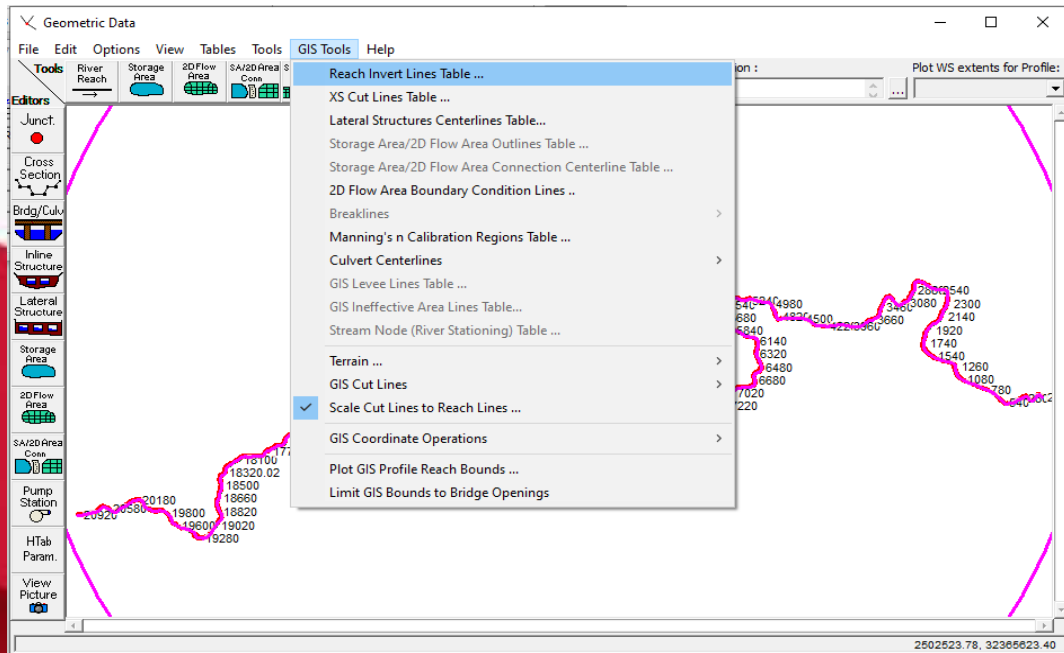 Geometric Data
File Edit Options View Tables Tools GIS Tools Help
Tools
Editors
River
Reach
Storage
Area
2D Flow
Area
SA/2D Area
Conn
on :
...
Plot WS extents for Profile:
Reach Invert Lines Table ...
XS Cut Lines Table ...
Lateral Structures Centerlines Table...
Storage Area/2D Flow Area Outlines Table ...
Storage Area/2D Flow Area Connection Centerline Table ...
2D Flow Area Boundary Condition Lines ..
Breaklines
Manning's n Calibration Regions Table ...
Culvert Centerlines
GIS Levee Lines Table ...
GIS Ineffective Area Lines Table...
Stream Node (River Stationing) Table ...
Terrain ...
GIS Cut Lines
Scale Cut Lines to Reach Lines ...
GIS Coordinate Operations
Plot GIS Profile Reach Bounds ...
Limit GIS Bounds to Bridge Openings
Junct.
Cross
Section
Brdg/Culv
Inline
Structure
Lateral
Structure
Storage
Area
2D Flow
Area
SA/2D Area
Conn
Pump
Station
HTab
Param.
View
Picture
20920
20580
20180
19800
19600
19280
19020
18820
18660
18500
18320.02
18100
7220
7020
6680
6480
6320
6140
5840
4980
4820
4500
3660
3460
3080
2540
2300
2140
1920
1740
1540
1260
1080
780
540
2502523.78, 32365623.40